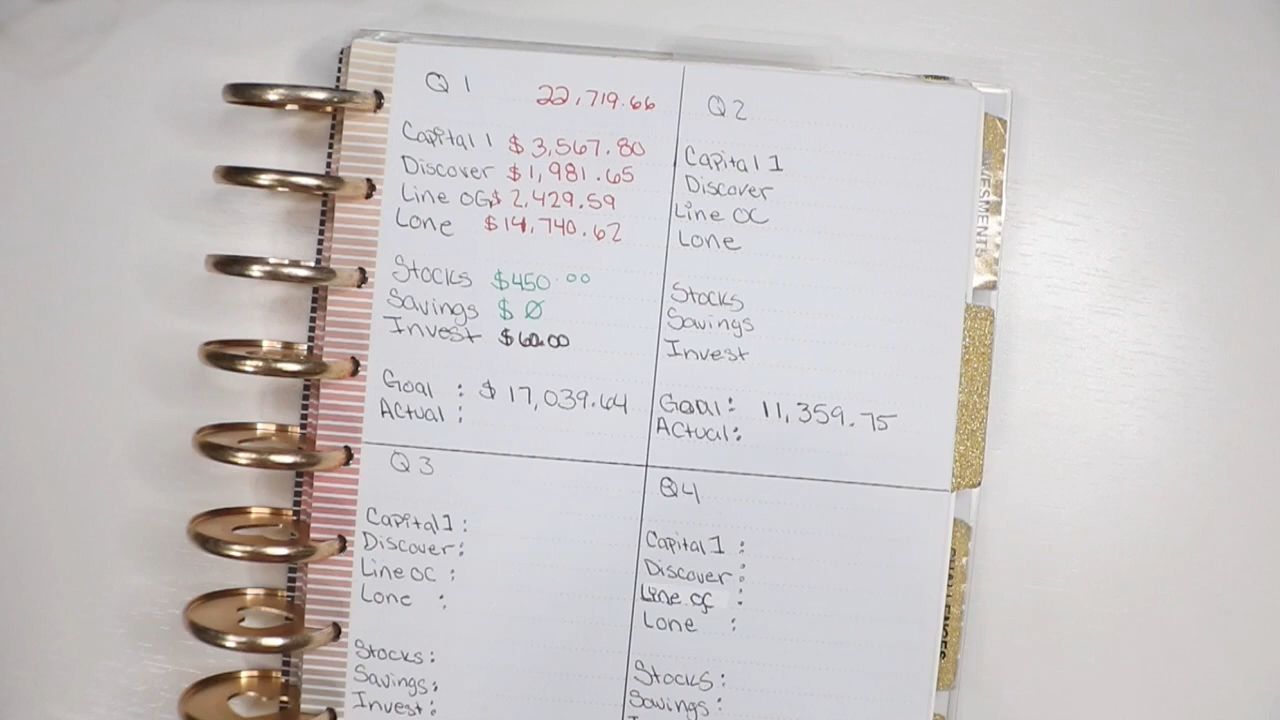 Q 1
22,719.66
Capital 1 $3,567.80
Discover $1,981.65
Line OC $2,429.59
Lone $14,740.62
Stocks $450.00
Savings $ 0
Invest $60.00
Goal : $17,039.64
Actual :
Q2
Capital 1
Discover
Line OC
Lone
Stocks
Savings
Invest
Goal: 11,359.75
Actual:
Q3
Capital 1 :
Discover:
Line OC :
Lone :
Stocks:
Savings:
Invest:
Q4
Capital 1 :
Discover :
Line of :
Lone :
Stocks:
Savings:
INVESMENTS